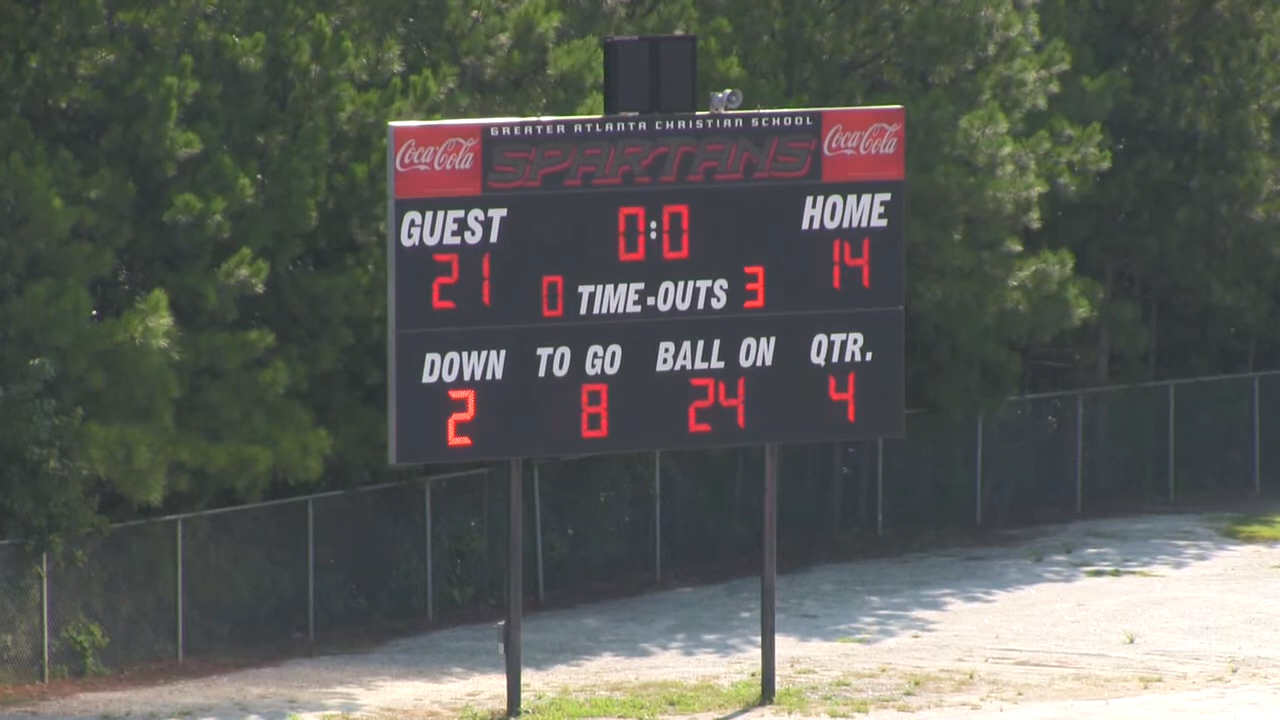 GREATER ATLANTA CHRISTIAN SCHOOL
Coca-Cola SPARTANS Coca-Cola
GUEST 0:0 HOME
21 0 TIME-OUTS 3 14
DOWN TO GO BALL ON QTR.
2 8 24 4